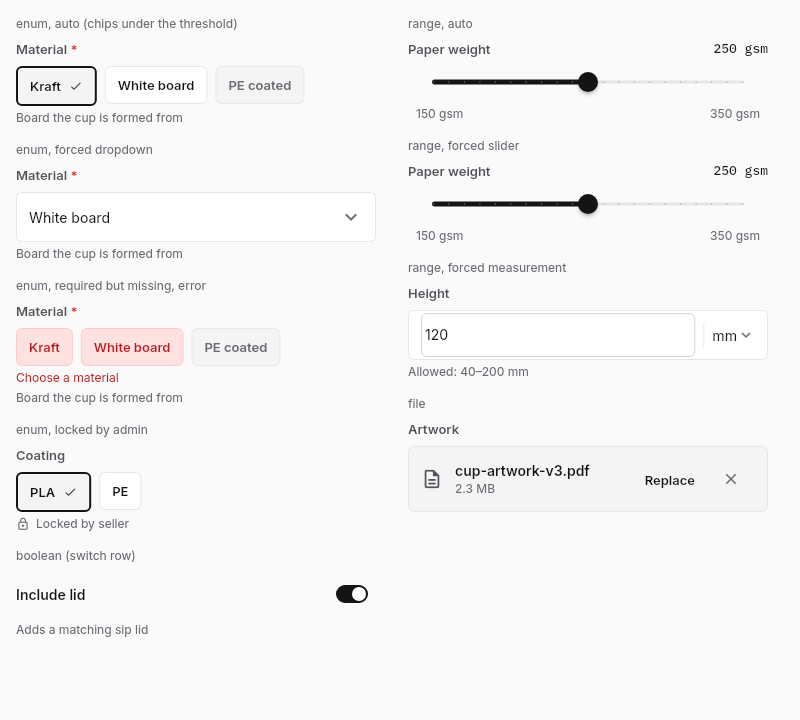 enum, auto (chips under the threshold)
Material *
Kraft
White board
PE coated
Board the cup is formed from
enum, forced dropdown
Material *
White board
Board the cup is formed from
enum, required but missing, error
Material *
Kraft
White board
PE coated
Choose a material
Board the cup is formed from
enum, locked by admin
Coating
PLA
PE
Locked by seller
boolean (switch row)
Include lid
Adds a matching sip lid
range, auto
Paper weight 250 gsm
150 gsm 350 gsm
range, forced slider
Paper weight 250 gsm
150 gsm 350 gsm
range, forced measurement
Height
120 mm
Allowed: 40–200 mm
file
Artwork
cup-artwork-v3.pdf
2.3 MB
Replace